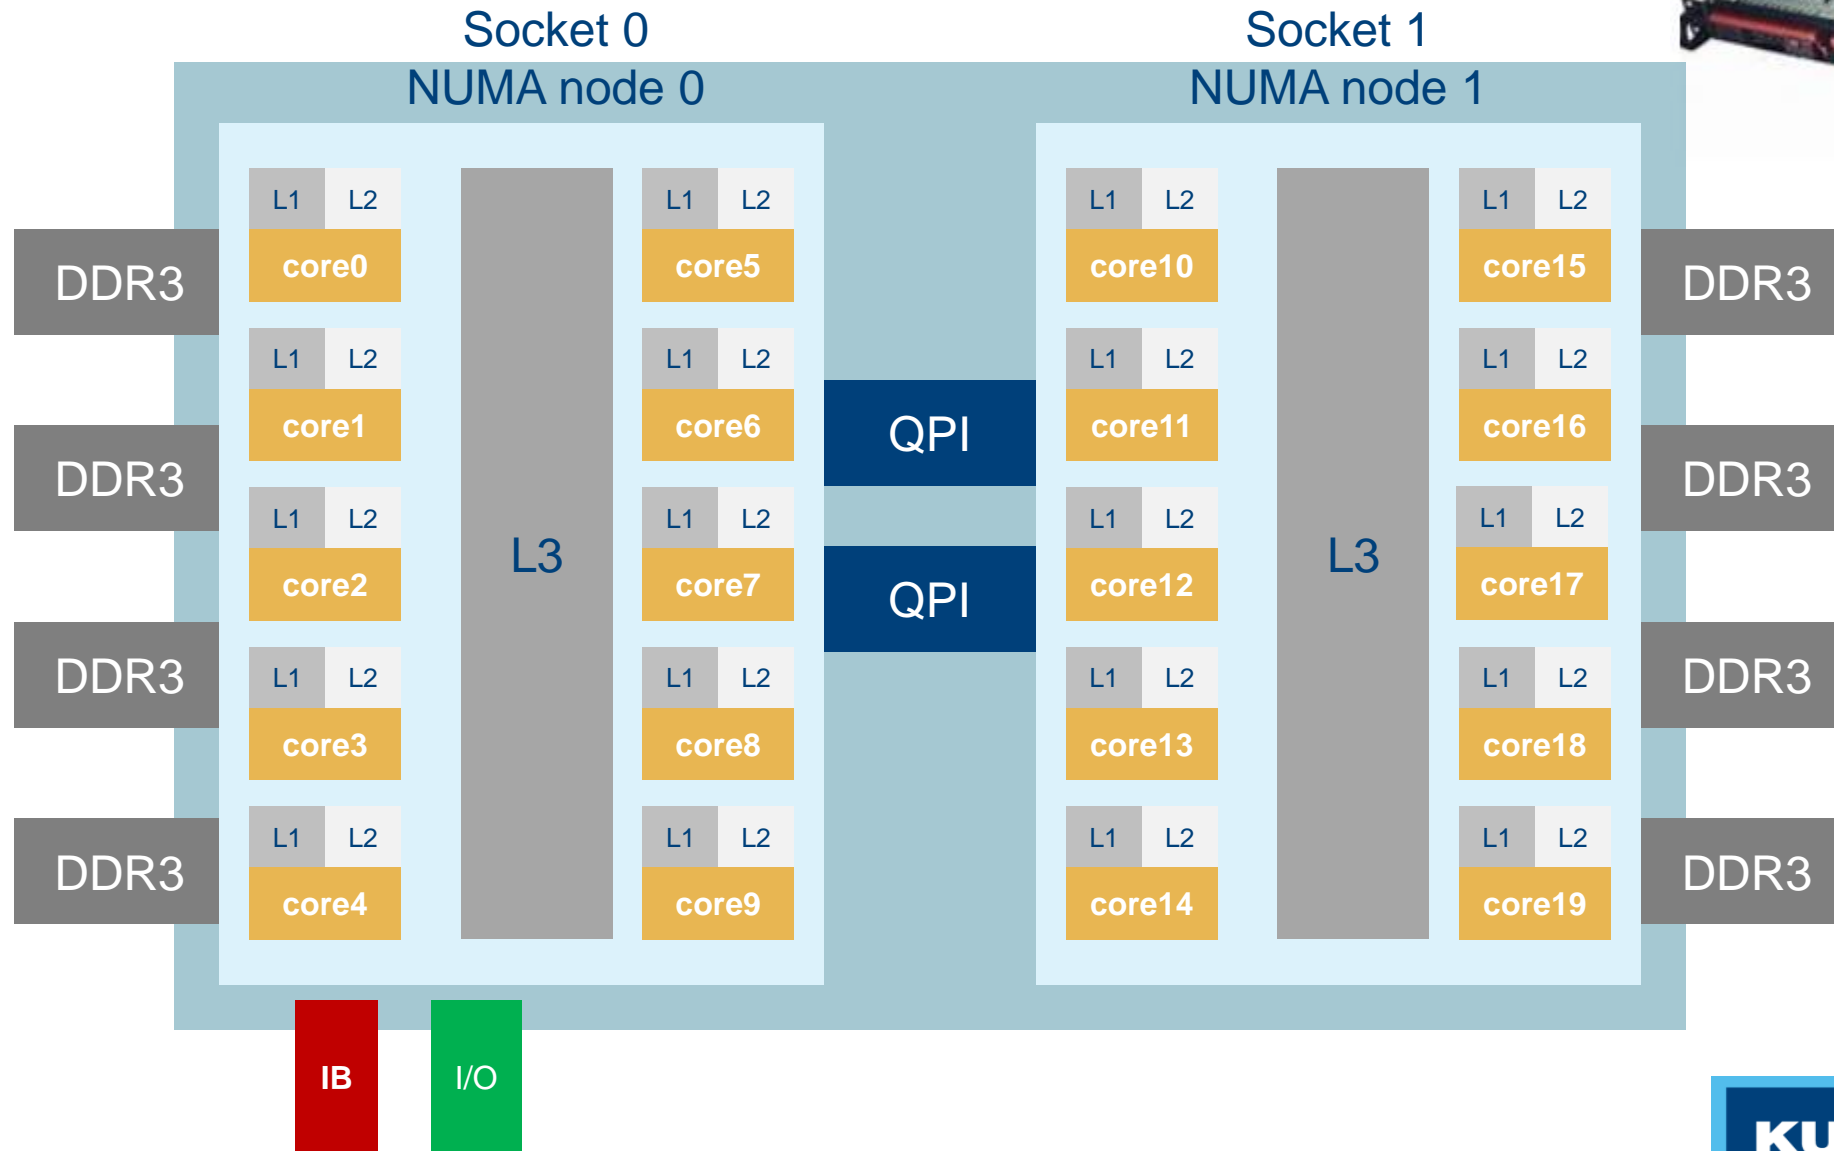 Socket 0
Socket 1
NUMA node 0
NUMA node 1
L1 L2
L1 L2
L1 L2
L1 L2
core0
core5
core10
core15
DDR3
DDR3
L1 L2
L1 L2
L1 L2
L1 L2
core1
core6
core11
core16
QPI
DDR3
DDR3
L1 L2
L1 L2
L1 L2
L1 L2
L3
L3
core2
core7
core12
core17
QPI
DDR3
DDR3
L1 L2
L1 L2
L1 L2
L1 L2
core3
core8
core13
core18
L1 L2
L1 L2
L1 L2
L1 L2
DDR3
DDR3
core4
core9
core14
core19
IB
I/O
KU